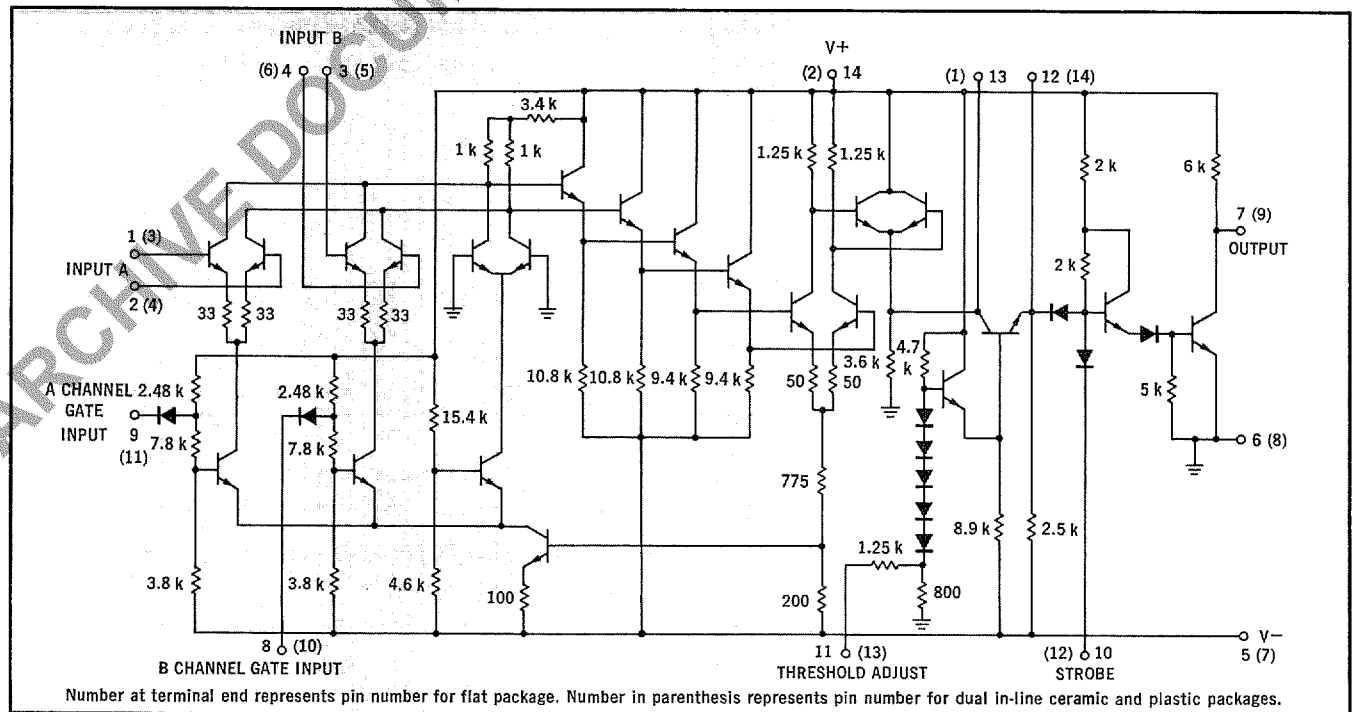 ARCHIVE DOCU
INPUT B
(6) 4 3 (5)
V+
(2) 14
(1) 13
12 (14)
3.4 k
1 k 1 k
1.25 k 1.25 k
2 k
6 k
1 (3)
INPUT A
2 (4)
7 (9)
OUTPUT
2 k
33 33
33 33
3.6 k
4.7 k
A CHANNEL GATE INPUT
9
(11)
2.48 k
2.48 k
10.8 k 10.8 k 9.4 k 9.4 k
50 50
5 k
15.4 k
7.8 k
7.8 k
6 (8)
775
8.9 k
2.5 k
1.25 k
3.8 k
3.8 k
4.6 k
100
200
800
V−
5 (7)
8 (10)
B CHANNEL GATE INPUT
11 (13)
THRESHOLD ADJUST
(12) 10
STROBE
Number at terminal end represents pin number for flat package. Number in parenthesis represents pin number for dual in-line ceramic and plastic packages.